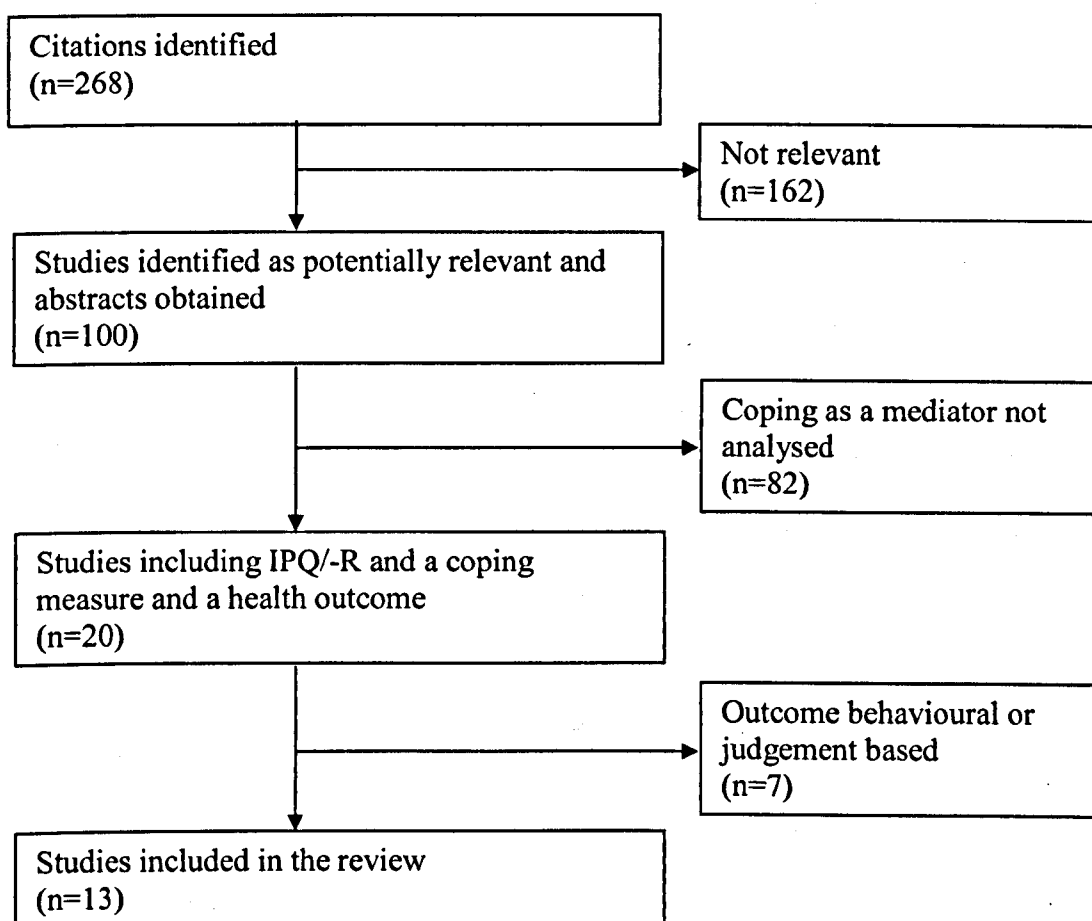 Citations identified
(n=268)
Not relevant
(n=162)
Studies identified as potentially relevant and
abstracts obtained
(n=100)
Coping as a mediator not
analysed
(n=82)
Studies including IPQ/-R and a coping
measure and a health outcome
(n=20)
Outcome behavioural or
judgement based
(n=7)
Studies included in the review
(n=13)